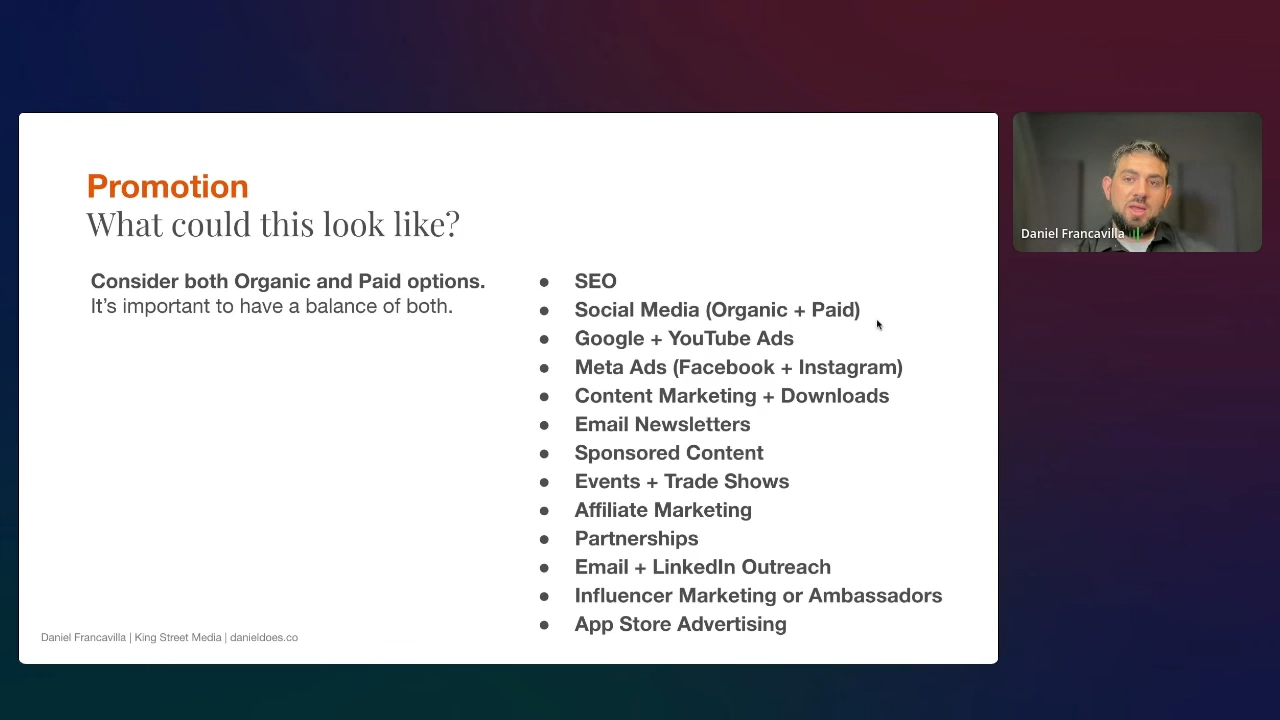 Promotion
What could this look like?
Consider both Organic and Paid options.
It's important to have a balance of both.
● SEO
● Social Media (Organic + Paid)
● Google + YouTube Ads
● Meta Ads (Facebook + Instagram)
● Content Marketing + Downloads
● Email Newsletters
● Sponsored Content
● Events + Trade Shows
● Affiliate Marketing
● Partnerships
● Email + LinkedIn Outreach
● Influencer Marketing or Ambassadors
● App Store Advertising
Daniel Francavilla | King Street Media | danieldoes.co
Daniel Francavilla